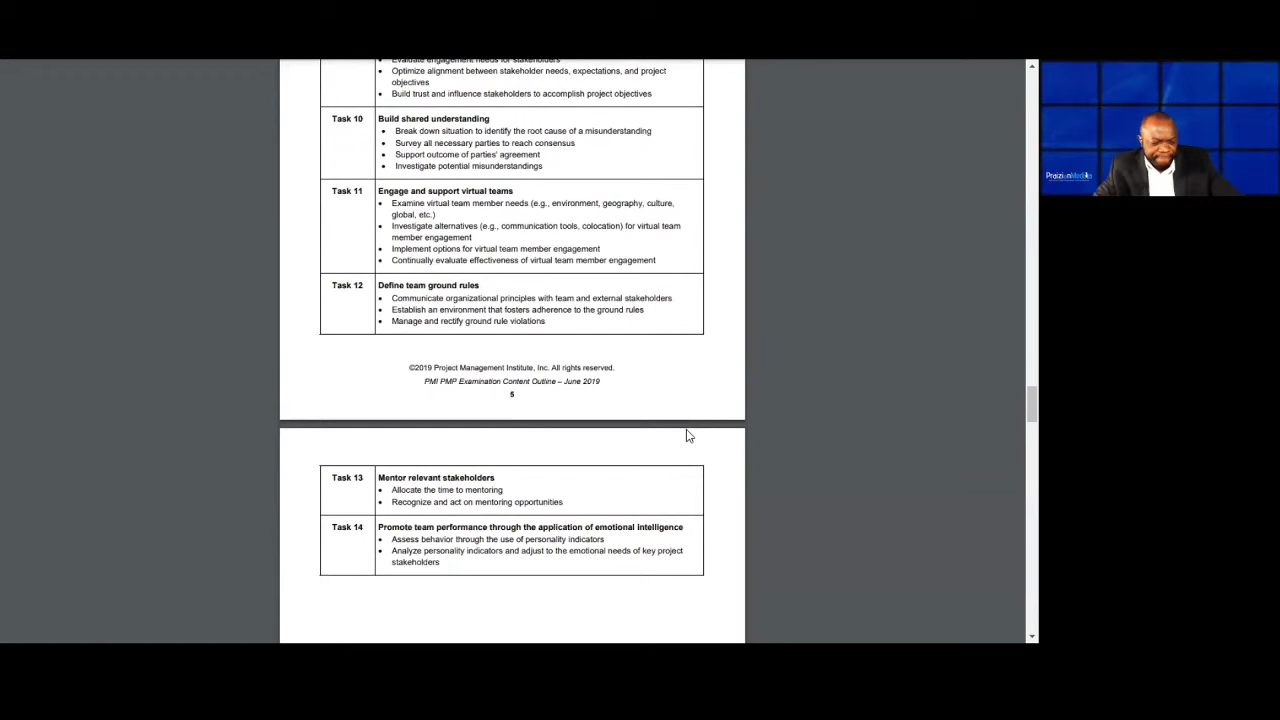 Evaluate engagement needs for stakeholders
• Optimize alignment between stakeholder needs, expectations, and project
objectives
• Build trust and influence stakeholders to accomplish project objectives
Task 10
Build shared understanding
• Break down situation to identify the root cause of a misunderstanding
• Survey all necessary parties to reach consensus
• Support outcome of parties' agreement
• Investigate potential misunderstandings
Task 11
Engage and support virtual teams
• Examine virtual team member needs (e.g., environment, geography, culture,
global, etc.)
• Investigate alternatives (e.g., communication tools, colocation) for virtual team
member engagement
• Implement options for virtual team member engagement
• Continually evaluate effectiveness of virtual team member engagement
Task 12
Define team ground rules
• Communicate organizational principles with team and external stakeholders
• Establish an environment that fosters adherence to the ground rules
• Manage and rectify ground rule violations
©2019 Project Management Institute, Inc. All rights reserved.
PMI PMP Examination Content Outline – June 2019
5
Task 13
Mentor relevant stakeholders
• Allocate the time to mentoring
• Recognize and act on mentoring opportunities
Task 14
Promote team performance through the application of emotional intelligence
• Assess behavior through the use of personality indicators
• Analyze personality indicators and adjust to the emotional needs of key project
stakeholders
PraizionMedia